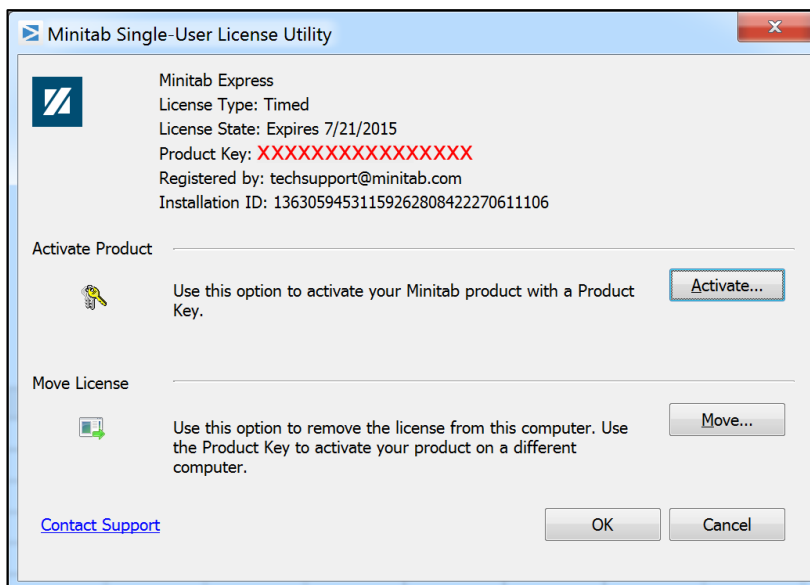 Minitab Single-User License Utility
Minitab Express
License Type: Timed
License State: Expires 7/21/2015
Product Key: XXXXXXXXXXXXXXXX
Registered by: techsupport@minitab.com
Installation ID: 13630594531159262808422270611106
Activate Product
Use this option to activate your Minitab product with a Product
Key.
Activate...
Move License
Use this option to remove the license from this computer. Use
the Product Key to activate your product on a different
computer.
Move...
Contact Support
OK
Cancel